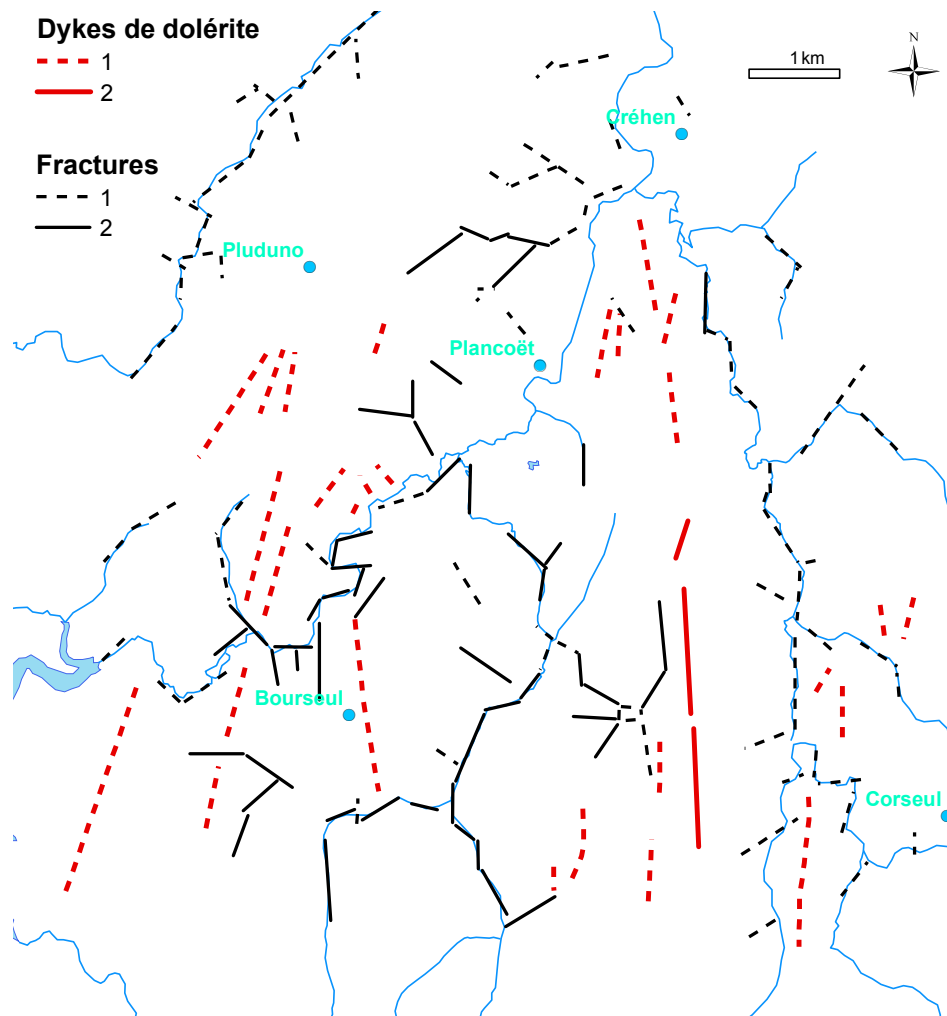 Dykes de dolérite
1
2
Fractures
1
2
1 km
N
Créhen
Pluduno
Plancoët
Bourseul
Corseul